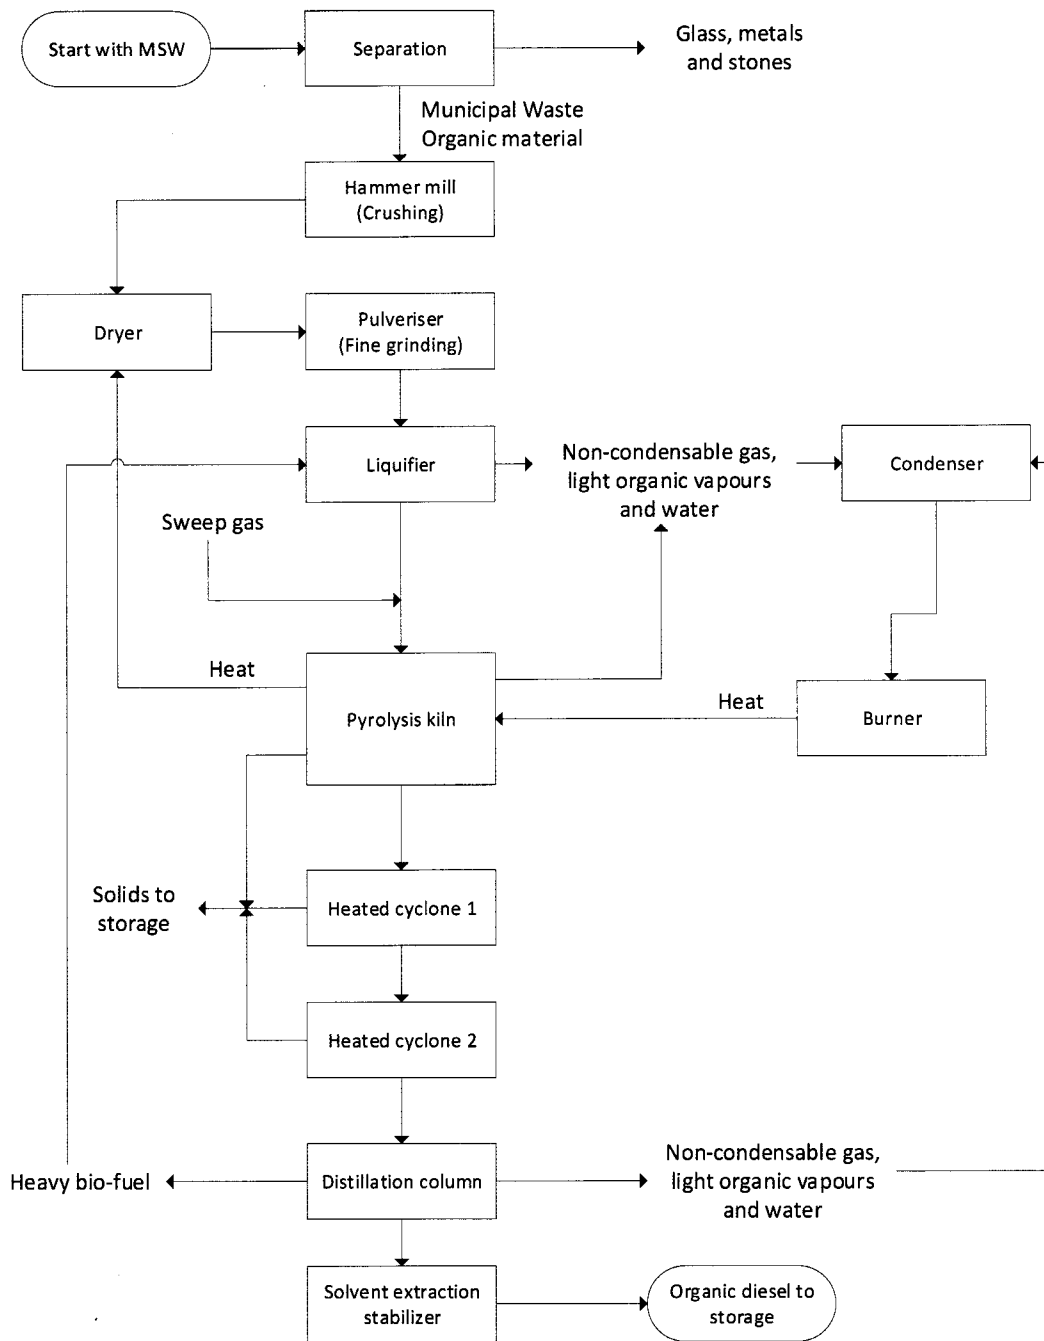 Start with MSW
Separation
Glass, metals
and stones
Municipal Waste
Organic material
Hammer mill
(Crushing)
Dryer
Pulveriser
(Fine grinding)
Liquifier
Non-condensable gas,
light organic vapours
and water
Condenser
Sweep gas
Heat
Pyrolysis kiln
Heat
Burner
Solids to
storage
Heated cyclone 1
Heated cyclone 2
Heavy bio-fuel
Distillation column
Non-condensable gas,
light organic vapours
and water
Solvent extraction
stabilizer
Organic diesel to
storage